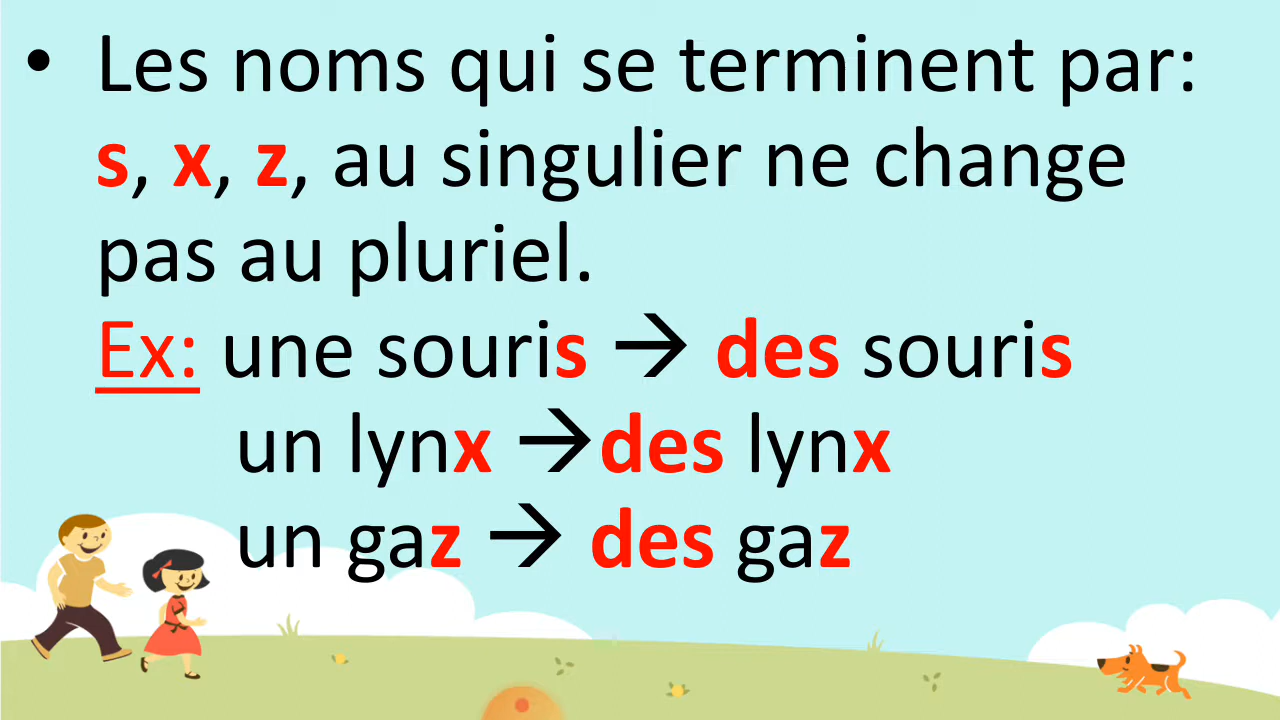 • Les noms qui se terminent par:
s, x, z, au singulier ne change
pas au pluriel.
Ex: une souris → des souris
un lynx →des lynx
un gaz → des gaz